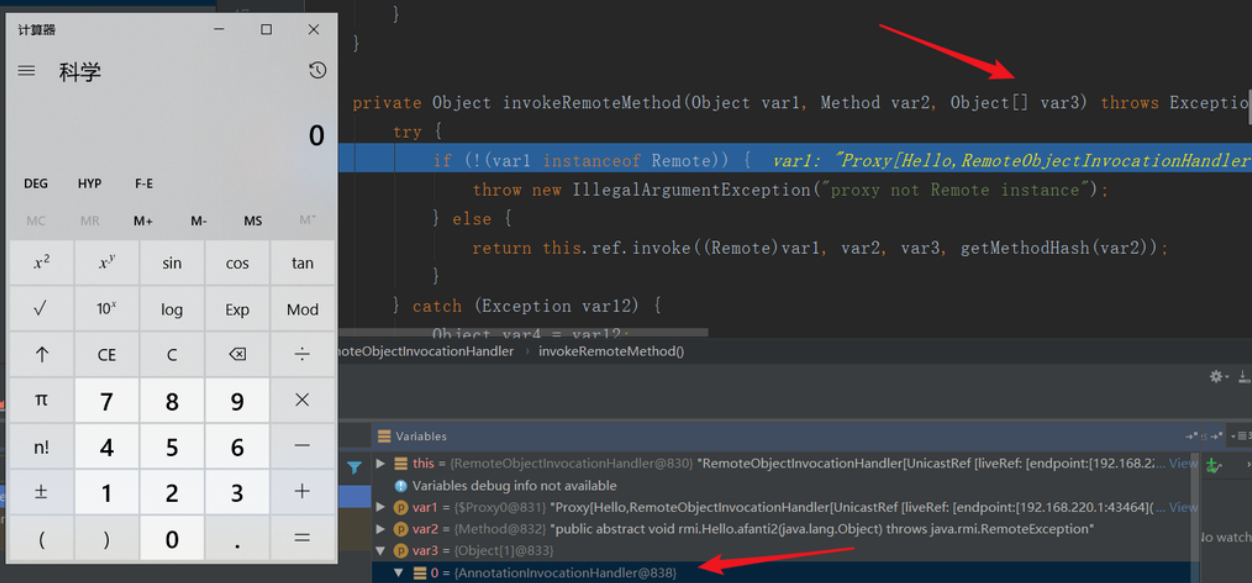 计算器
科学
0
DEG HYP F-E
MC MR M+ M- MS M˅
x² xʸ sin cos tan
√ 10ˣ log Exp Mod
↑ CE C ⌫ ÷
π 7 8 9 ×
n! 4 5 6 −
± 1 2 3 +
( ) 0 . =
}
}
private Object invokeRemoteMethod(Object var1, Method var2, Object[] var3) throws Exceptio
try {
if (!(var1 instanceof Remote)) { var1: "Proxy[Hello,RemoteObjectInvocationHandler
throw new IllegalArgumentException("proxy not Remote instance");
} else {
return this.ref.invoke((Remote)var1, var2, var3, getMethodHash(var2));
}
} catch (Exception var12) {
Object var4 = var12;
noteObjectInvocationHandler › invokeRemoteMethod()
Variables
this = {RemoteObjectInvocationHandler@830} "RemoteObjectInvocationHandler[UnicastRef [liveRef: [endpoint:[192.168.22... View
Variables debug info not available
var1 = {$Proxy0@831} "Proxy[Hello,RemoteObjectInvocationHandler[UnicastRef [liveRef: [endpoint:[192.168.220.1:43464](... View
var2 = {Method@832} "public abstract void rmi.Hello.afanti2(java.lang.Object) throws java.rmi.RemoteException"
var3 = {Object[1]@833}
0 = {AnnotationInvocationHandler@838}
No watch